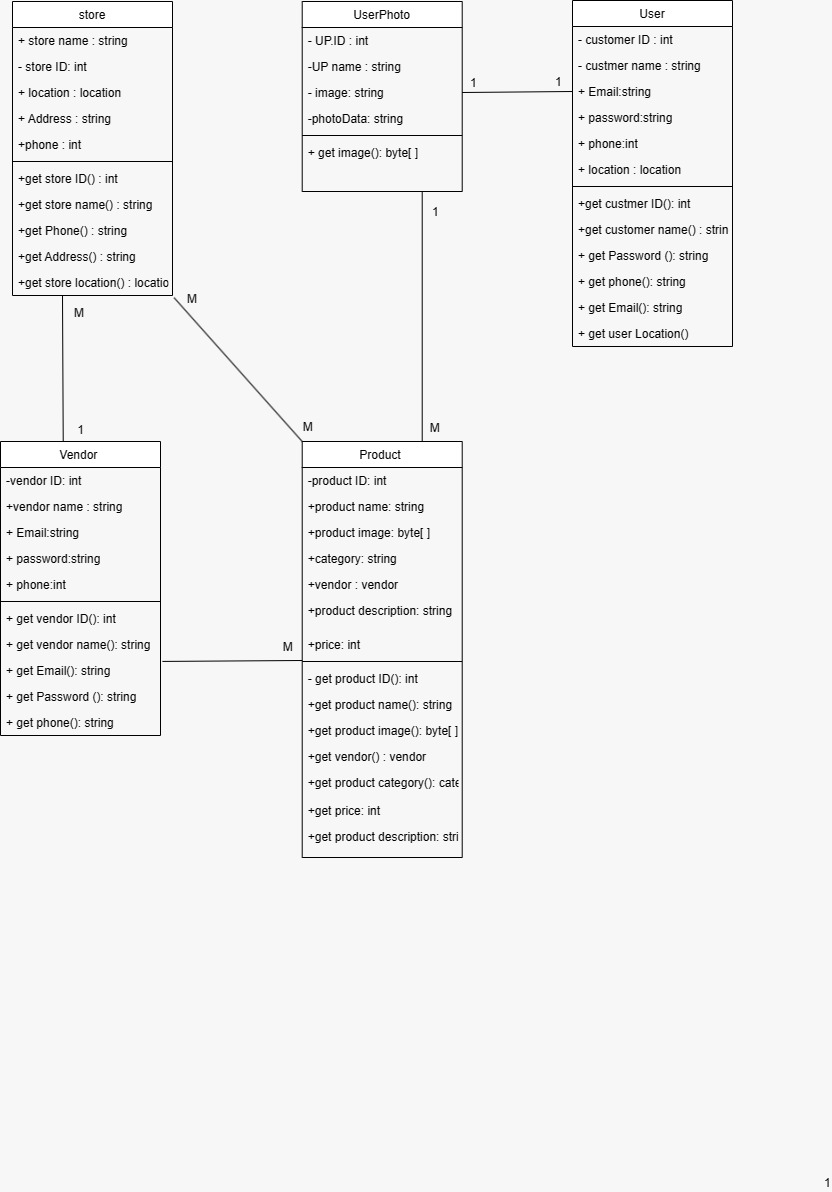 store
+ store name : string
- store ID: int
+ location : location
+ Address : string
+phone : int
+get store ID() : int
+get store name() : string
+get Phone() : string
+get Address() : string
+get store location() : locatio
UserPhoto
- UP.ID : int
-UP name : string
- image: string
-photoData: string
+ get image(): byte[ ]
User
- customer ID : int
- custmer name : string
+ Email:string
+ password:string
+ phone:int
+ location : location
+get custmer ID(): int
+get customer name() : strin
+ get Password (): string
+ get phone(): string
+ get Email(): string
+ get user Location()
1
1
1
M
M
M
M
1
Vendor
-vendor ID: int
+vendor name : string
+ Email:string
+ password:string
+ phone:int
+ get vendor ID(): int
+ get vendor name(): string
+ get Email(): string
+ get Password (): string
+ get phone(): string
M
Product
-product ID: int
+product name: string
+product image: byte[ ]
+category: string
+vendor : vendor
+product description: string
+price: int
- get product ID(): int
+get product name(): string
+get product image(): byte[ ]
+get vendor() : vendor
+get product category(): cate
+get price: int
+get product description: stri
1